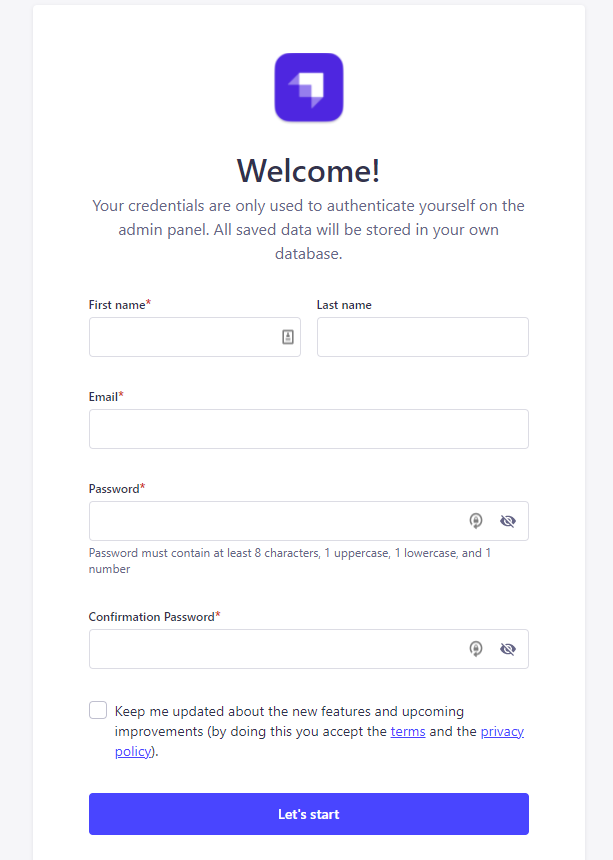 Welcome!
Your credentials are only used to authenticate yourself on the
admin panel. All saved data will be stored in your own
database.
First name*
Last name
Email*
Password*
Password must contain at least 8 characters, 1 uppercase, 1 lowercase, and 1
number
Confirmation Password*
Keep me updated about the new features and upcoming
improvements (by doing this you accept the terms and the privacy
policy).
Let's start